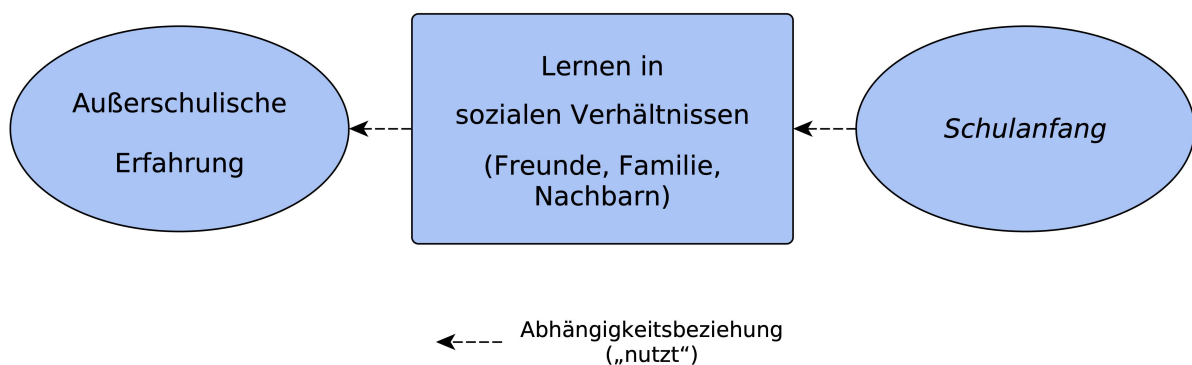 Außerschulische
Erfahrung
Lernen in
sozialen Verhältnissen
(Freunde, Familie,
Nachbarn)
Schulanfang
Abhängigkeitsbeziehung
(„nutzt“)